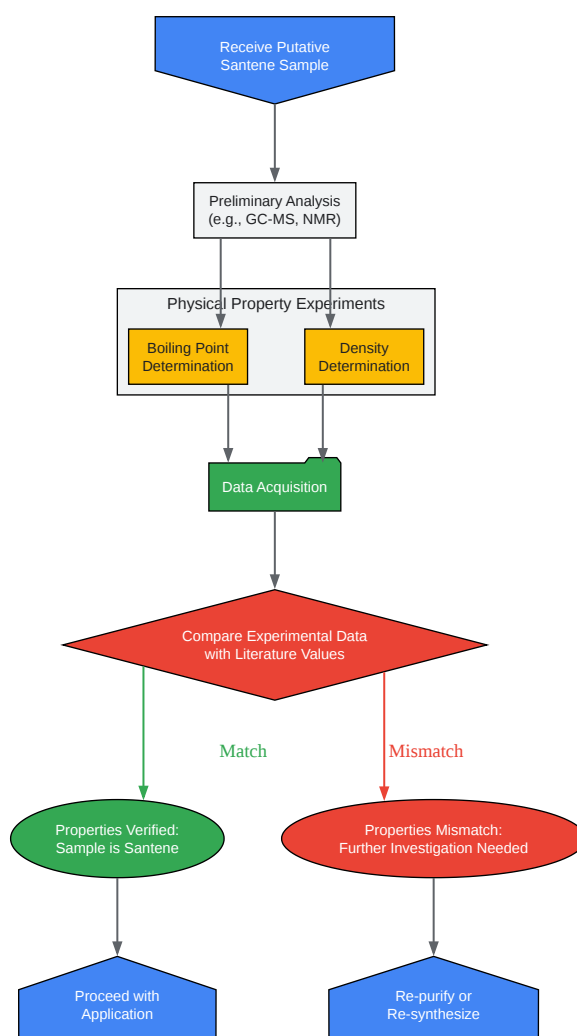 Receive Putative
Santene Sample
Preliminary Analysis
(e.g., GC-MS, NMR)
Physical Property Experiments
Boiling Point
Determination
Density
Determination
Data Acquisition
Compare Experimental Data
with Literature Values
Match
Mismatch
Properties Verified:
Sample is Santene
Properties Mismatch:
Further Investigation Needed
Proceed with
Application
Re-purify or
Re-synthesize